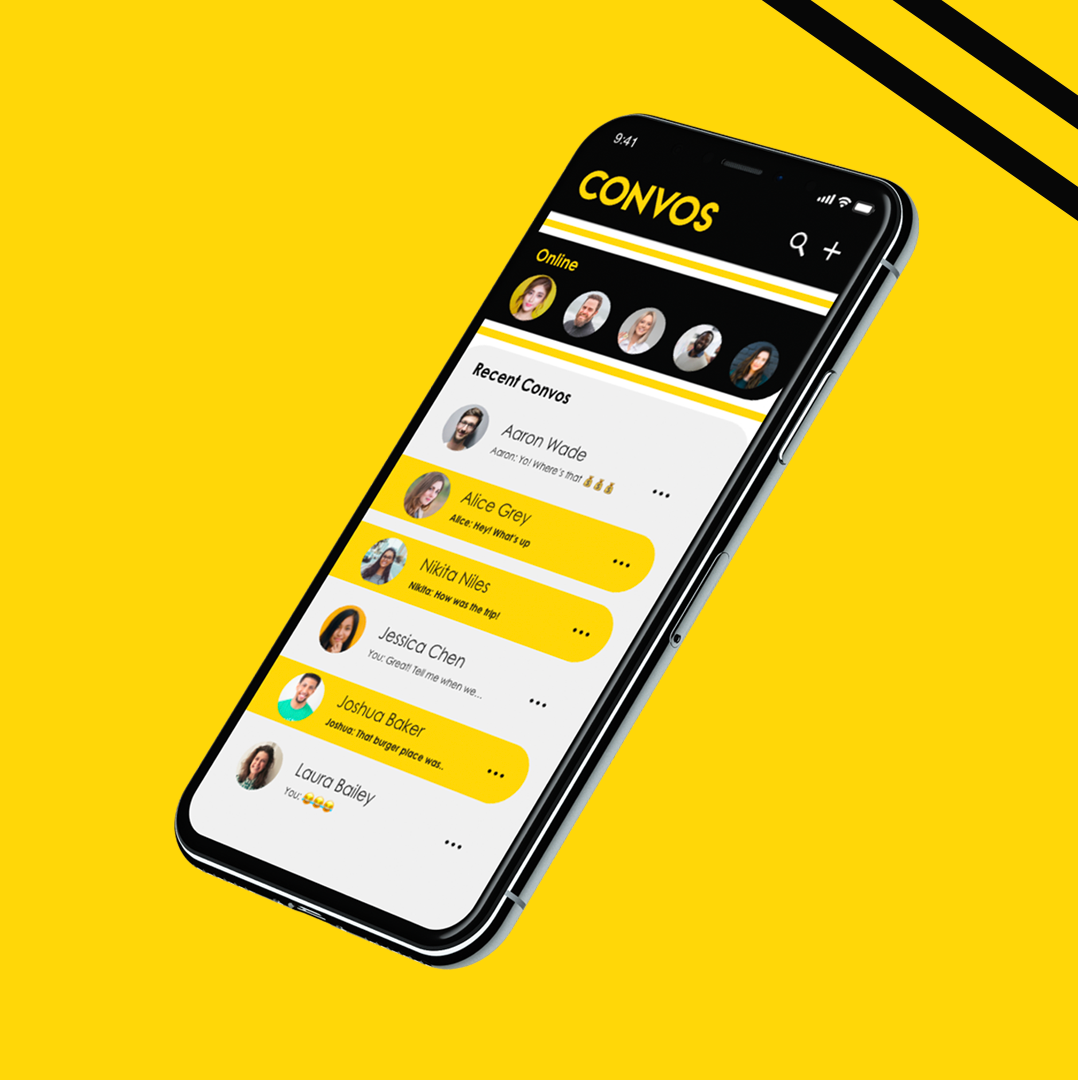 9:41
CONVOS
Online
Recent Convos
Aaron Wade
Aaron: Yo! Where's that 💰💰💰
Alice Grey
Alice: Hey! What's up
Nikita Niles
Nikita: How was the trip!
Jessica Chen
You: Great! Tell me when we...
Joshua Baker
Joshua: That burger place was..
Laura Bailey
You: 😂😂😂